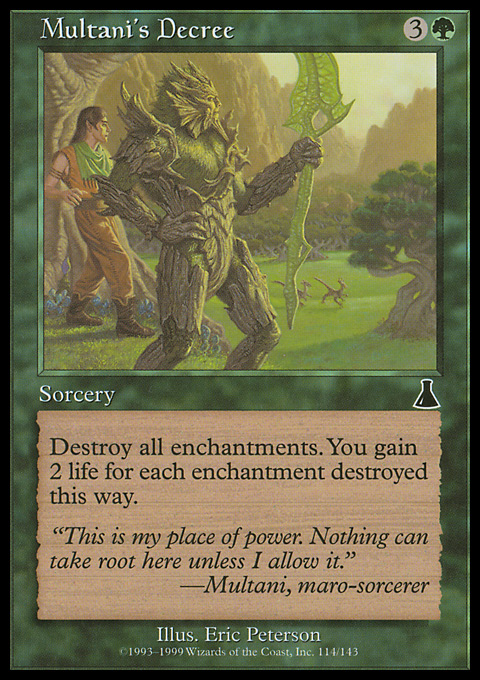 Multani's Decree 3
Sorcery
Destroy all enchantments. You gain
2 life for each enchantment destroyed
this way.
“This is my place of power. Nothing can
take root here unless I allow it.”
—Multani, maro-sorcerer
Illus. Eric Peterson
©1993–1999 Wizards of the Coast, Inc. 114/143